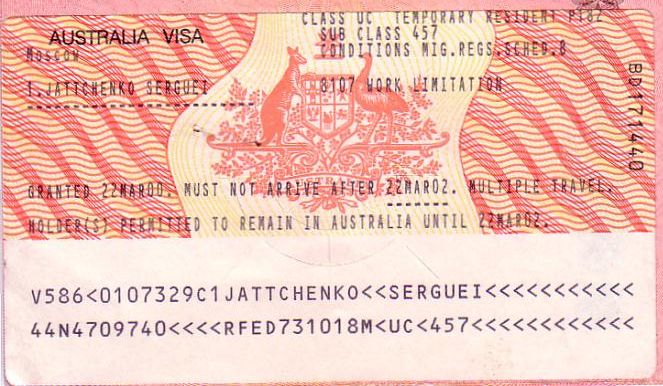 CLASS UC TEMPORARY RESIDENT
AUSTRALIA VISA
SUB CLASS 457
Moscow
CONDITIONS MIG.REGS.SCHED.8
1.JATTCHENKO SERGUEI
8107 WORK LIMITATION
BD171440
GRANTED 22MAR00. MUST NOT ARRIVE AFTER 22MAR02. MULTIPLE TRAVEL.
HOLDER(S) PERMITTED TO REMAIN IN AUSTRALIA UNTIL 22MAR02.
V586<0107329C1JATTCHENKO<<SERGUEI<<<<<<<<<<<
44N4709740<<<<RFED731018M<UC<457<<<<<<<<<<<<